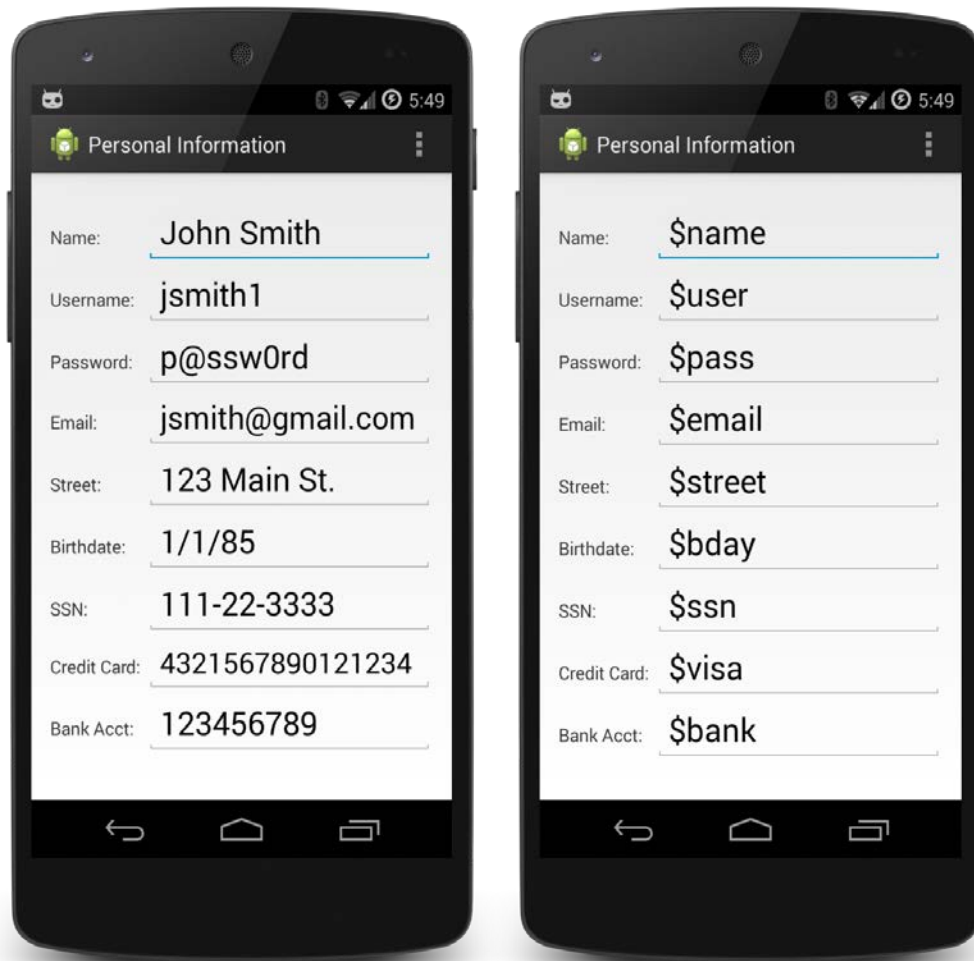 5:49
Personal Information
Name: John Smith
Username: jsmith1
Password: p@ssw0rd
Email: jsmith@gmail.com
Street: 123 Main St.
Birthdate: 1/1/85
SSN: 111-22-3333
Credit Card: 4321567890121234
Bank Acct: 123456789
5:49
Personal Information
Name: $name
Username: $user
Password: $pass
Email: $email
Street: $street
Birthdate: $bday
SSN: $ssn
Credit Card: $visa
Bank Acct: $bank